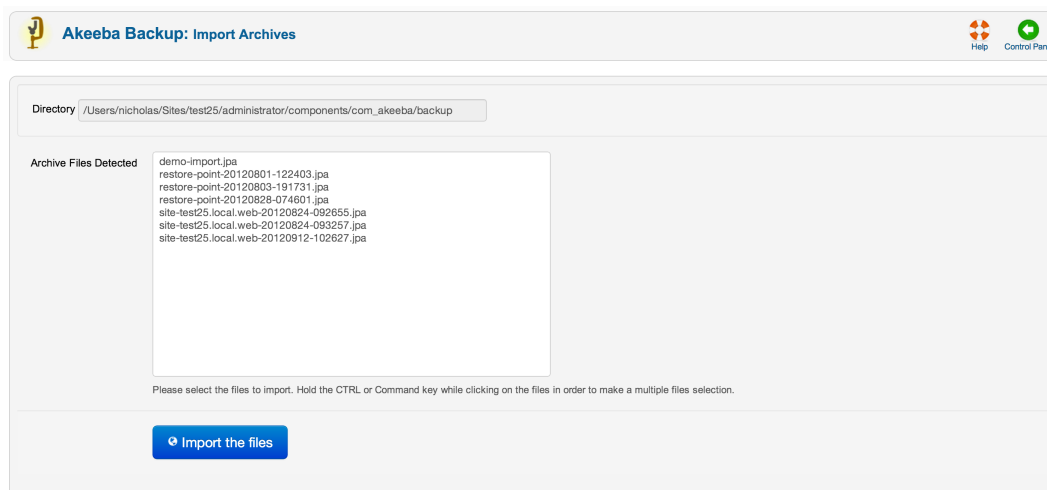 Akeeba Backup: Import Archives
Help
Control Pan
Directory /Users/nicholas/Sites/test25/administrator/components/com_akeeba/backup
Archive Files Detected
demo-import.jpa
restore-point-20120801-122403.jpa
restore-point-20120803-191731.jpa
restore-point-20120828-074601.jpa
site-test25.local.web-20120824-092655.jpa
site-test25.local.web-20120824-093257.jpa
site-test25.local.web-20120912-102627.jpa
Please select the files to import. Hold the CTRL or Command key while clicking on the files in order to make a multiple files selection.
Import the files